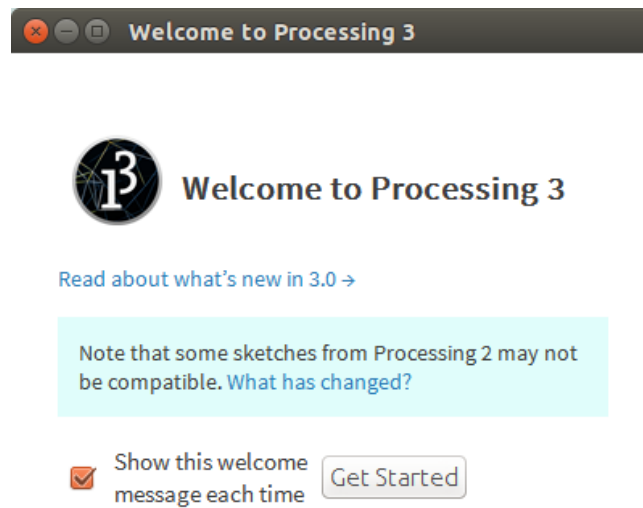 Welcome to Processing 3
Welcome to Processing 3
Read about what's new in 3.0 →
Note that some sketches from Processing 2 may not
be compatible. What has changed?
Show this welcome
message each time
Get Started